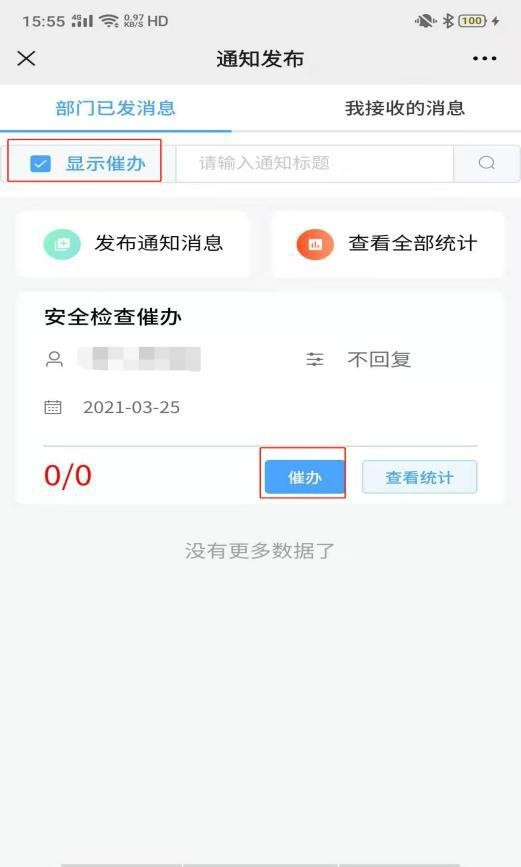 15:55 4G 0.97 KB/S HD 100
通知发布
部门已发消息 我接收的消息
显示催办 请输入通知标题
发布通知消息 查看全部统计
安全检查催办
不回复
2021-03-25
0/0 催办 查看统计
没有更多数据了